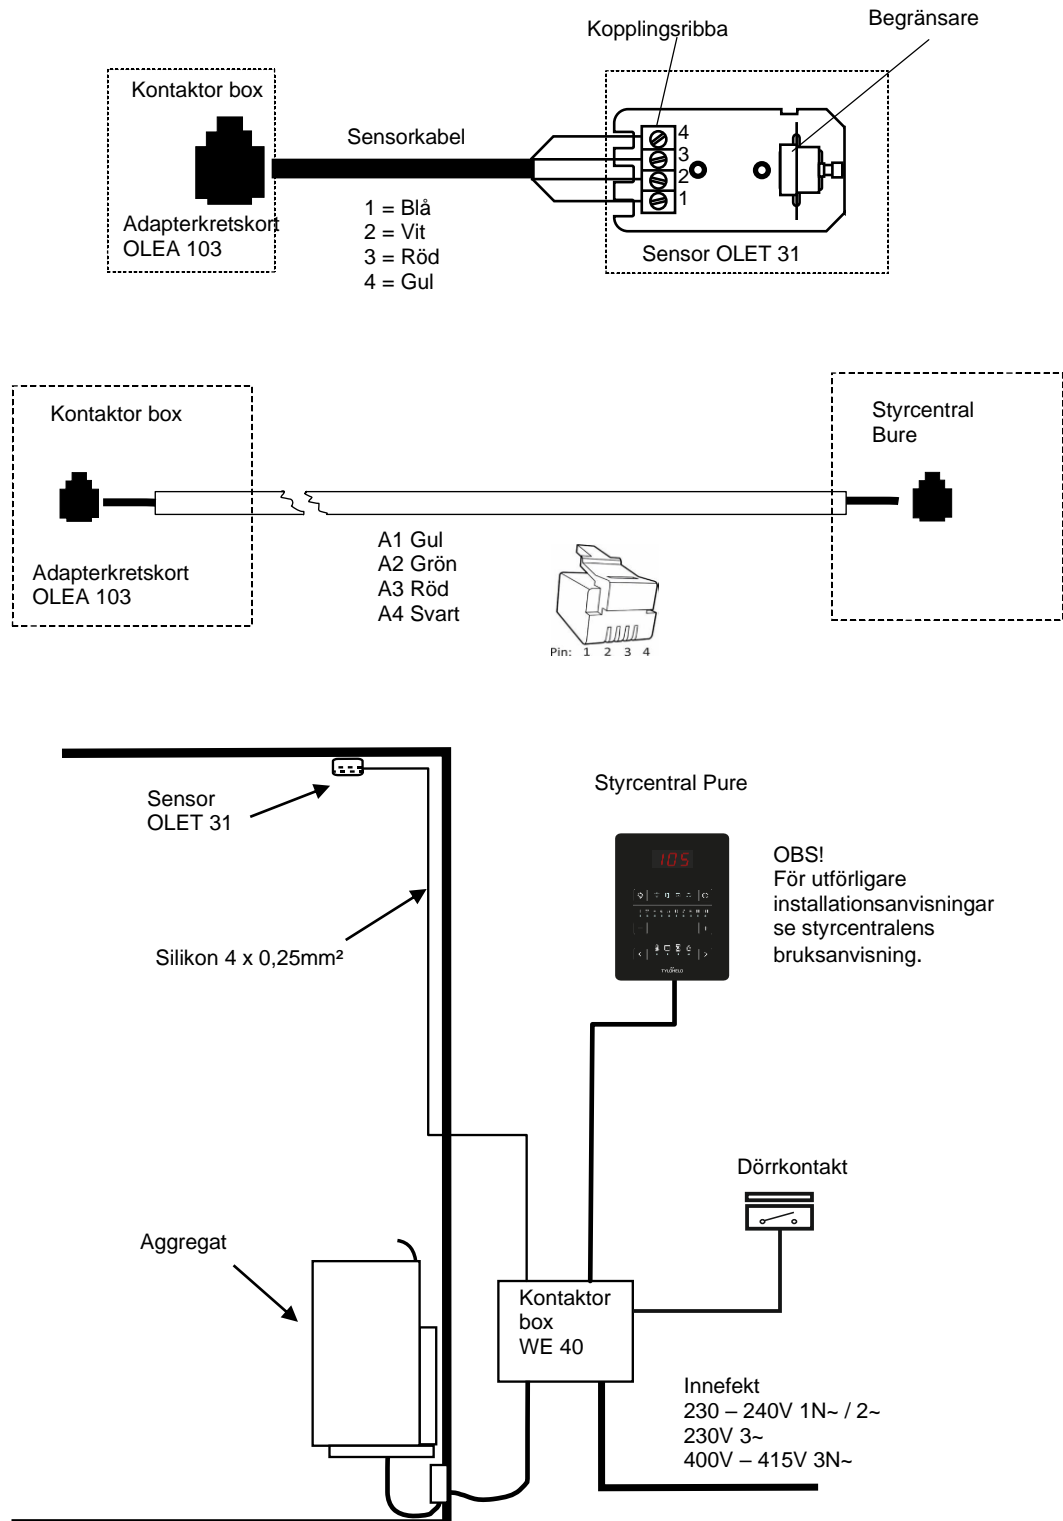 Kopplingsribba
Begränsare
Kontaktor box
Sensorkabel
4
3
2
1
Adapterkretskort
OLEA 103
1 = Blå
2 = Vit
3 = Röd
4 = Gul
Sensor OLET 31
Kontaktor box
Styrcentral
Bure
Adapterkretskort
OLEA 103
A1 Gul
A2 Grön
A3 Röd
A4 Svart
Pin: 1 2 3 4
Sensor
OLET 31
Styrcentral Pure
105
TYLÖHELO
OBS!
För utförligare
installationsanvisningar
se styrcentralens
bruksanvisning.
Silikon 4 x 0,25mm²
Dörrkontakt
Aggregat
Kontaktor
box
WE 40
Innefekt
230 – 240V 1N~ / 2~
230V 3~
400V – 415V 3N~